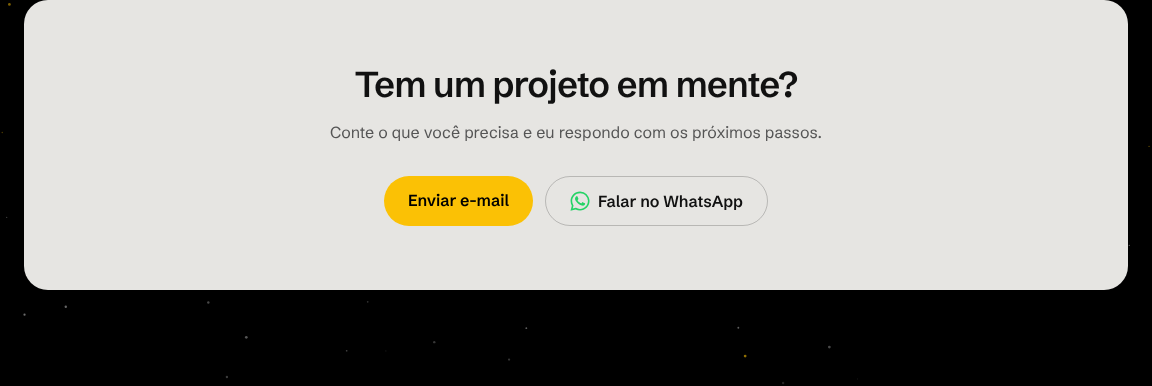 Tem um projeto em mente?
Conte o que você precisa e eu respondo com os próximos passos.
Enviar e-mail
Falar no WhatsApp